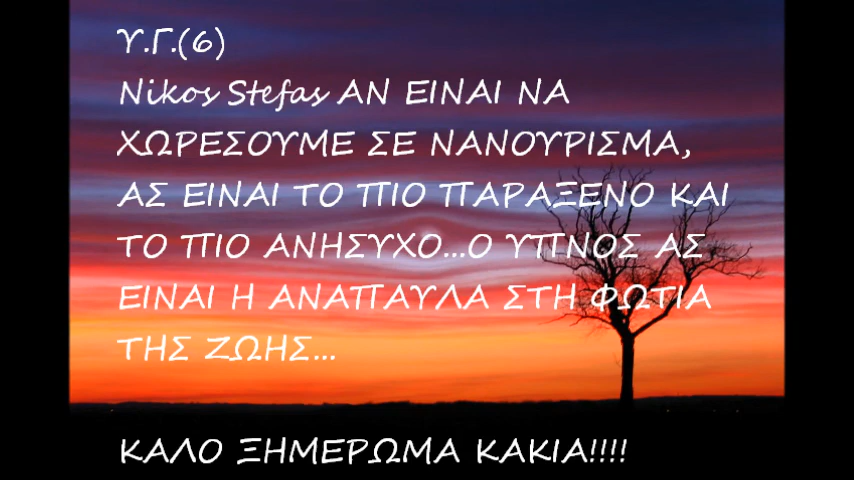 Υ.Γ.(6)
Nikos Stefas ΑΝ ΕΙΝΑΙ ΝΑ
ΧΩΡΕΣΟΥΜΕ ΣΕ ΝΑΝΟΥΡΙΣΜΑ,
ΑΣ ΕΙΝΑΙ ΤΟ ΠΙΟ ΠΑΡΑΞΕΝΟ ΚΑΙ
ΤΟ ΠΙΟ ΑΝΗΣΥΧΟ...Ο ΥΠΝΟΣ ΑΣ
ΕΙΝΑΙ Η ΑΝΑΠΑΥΛΑ ΣΤΗ ΦΩΤΙΑ
ΤΗΣ ΖΩΗΣ...
ΚΑΛΟ ΞΗΜΕΡΩΜΑ ΚΑΚΙΑ!!!!